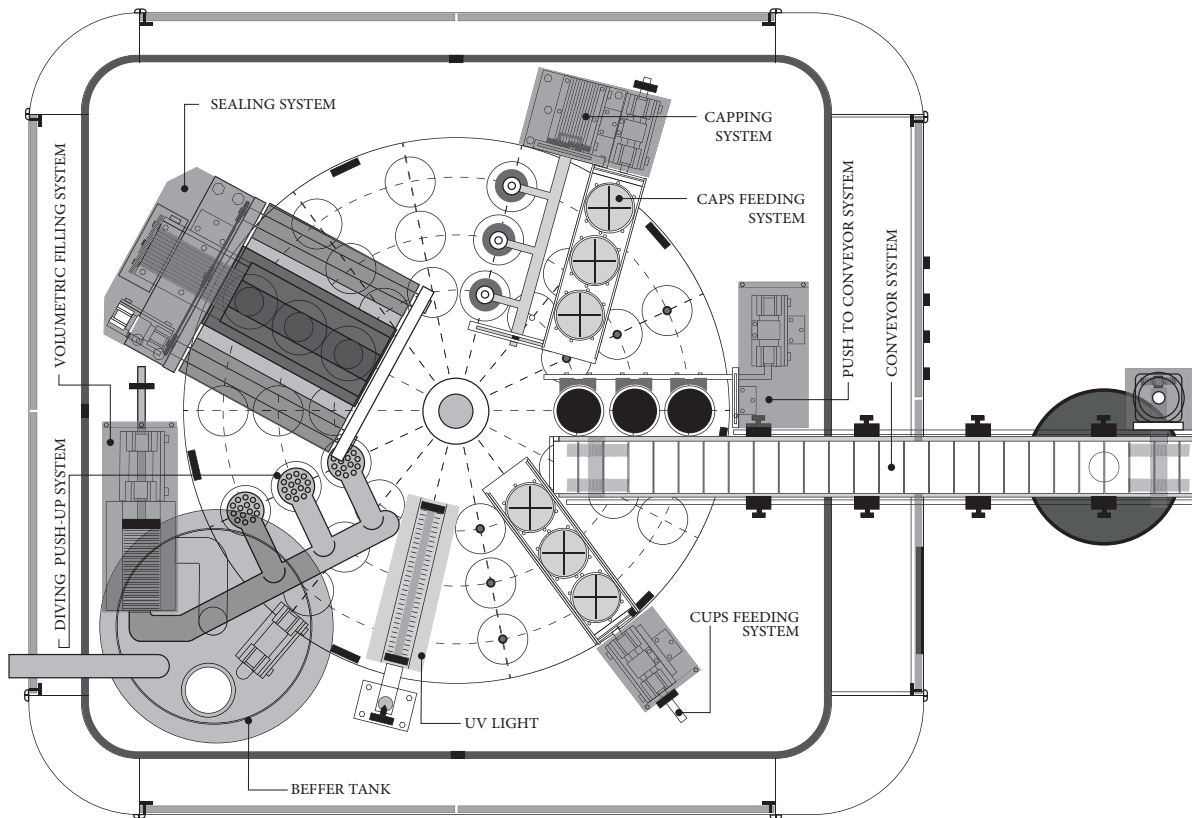 SEALING SYSTEM
CAPPING
SYSTEM
CAPS FEEDING
SYSTEM
VOLUMETRIC FILLING SYSTEM
DIVING PUSH-UP SYSTEM
PUSH TO CONVEYOR SYSTEM
CONVEYOR SYSTEM
CUPS FEEDING
SYSTEM
UV LIGHT
BEFFER TANK